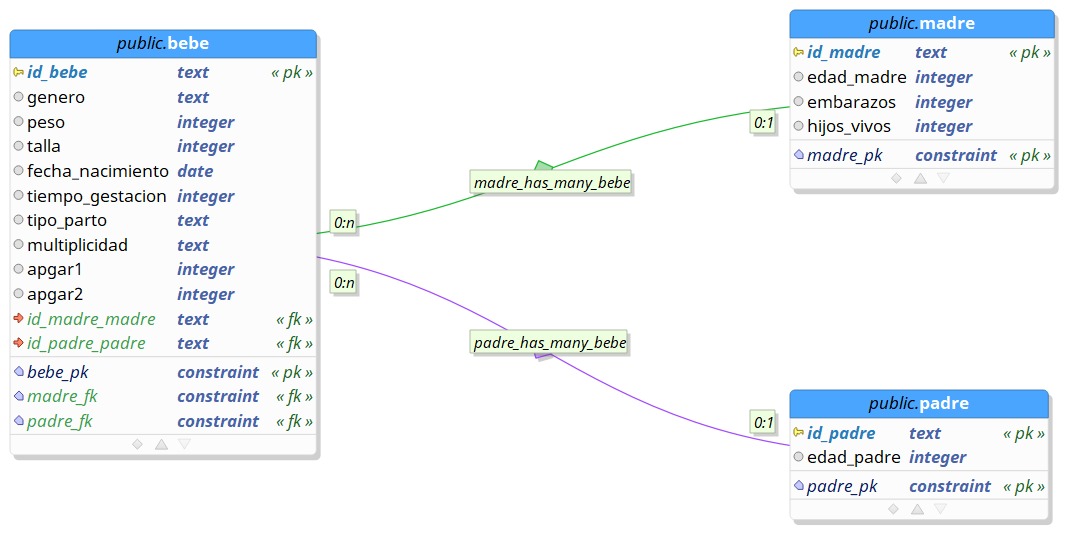 public.bebe
id_bebe text « pk »
genero text
peso integer
talla integer
fecha_nacimiento date
tiempo_gestacion integer
tipo_parto text
multiplicidad text
apgar1 integer
apgar2 integer
id_madre_madre text « fk »
id_padre_padre text « fk »
bebe_pk constraint « pk »
madre_fk constraint « fk »
padre_fk constraint « fk »
0:n
madre_has_many_bebe
0:1
0:n
padre_has_many_bebe
0:1
public.madre
id_madre text « pk »
edad_madre integer
embarazos integer
hijos_vivos integer
madre_pk constraint « pk »
public.padre
id_padre text « pk »
edad_padre integer
padre_pk constraint « pk »